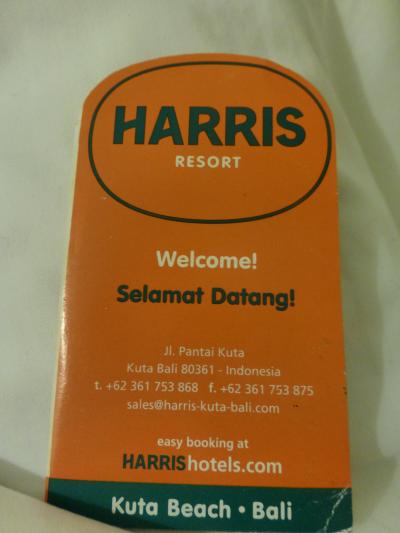 HARRIS
RESORT
Welcome!
Selamat Datang!
Jl. Pantai Kuta
Kuta Bali 80361 - Indonesia
t. +62 361 753 868 f. +62 361 753 875
sales@harris-kuta-bali.com
easy booking at
HARRIShotels.com
Kuta Beach • Bali